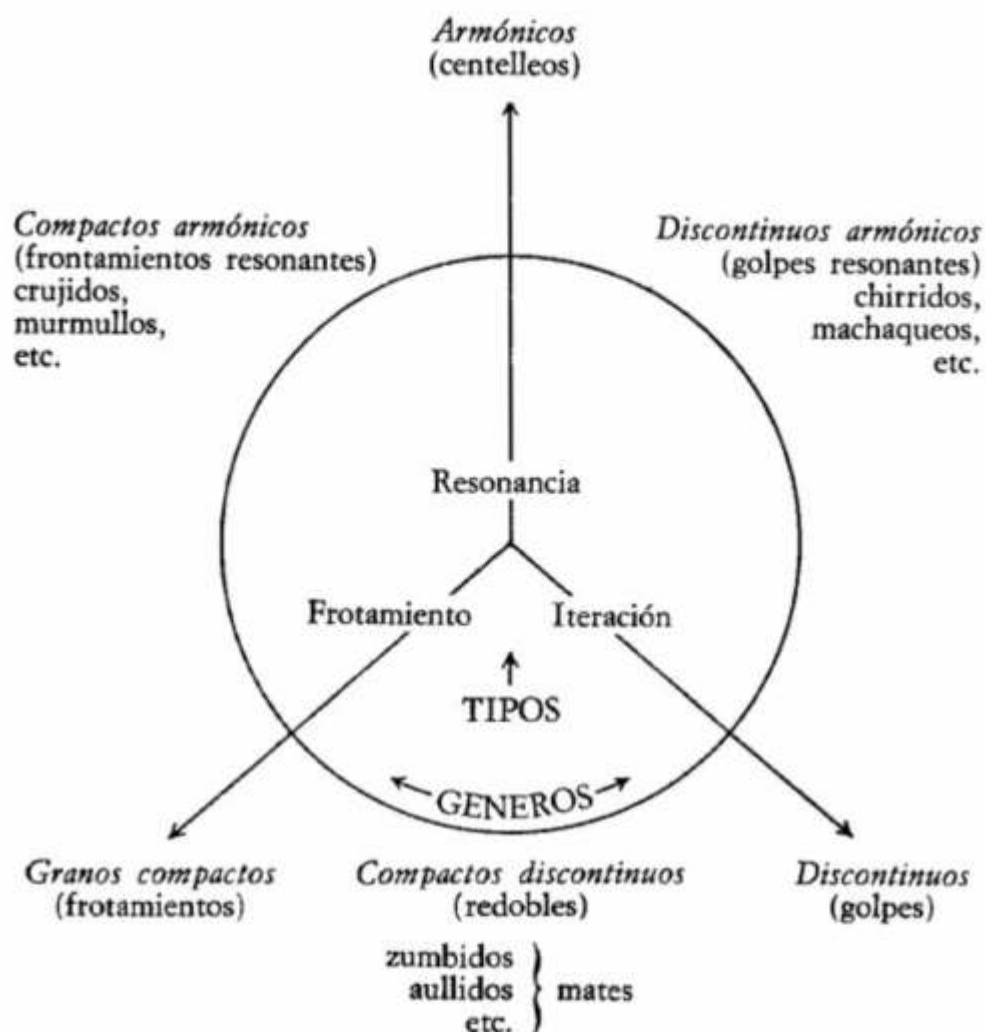 Armónicos
(centelleos)
Compactos armónicos
(frontamientos resonantes)
crujidos,
murmullos,
etc.
Discontinuos armónicos
(golpes resonantes)
chirridos,
machaqueos,
etc.
Resonancia
Frotamiento
Iteración
TIPOS
GENEROS
Granos compactos
(frotamientos)
Compactos discontinuos
(redobles)
Discontinuos
(golpes)
zumbidos
aullidos
etc.
mates